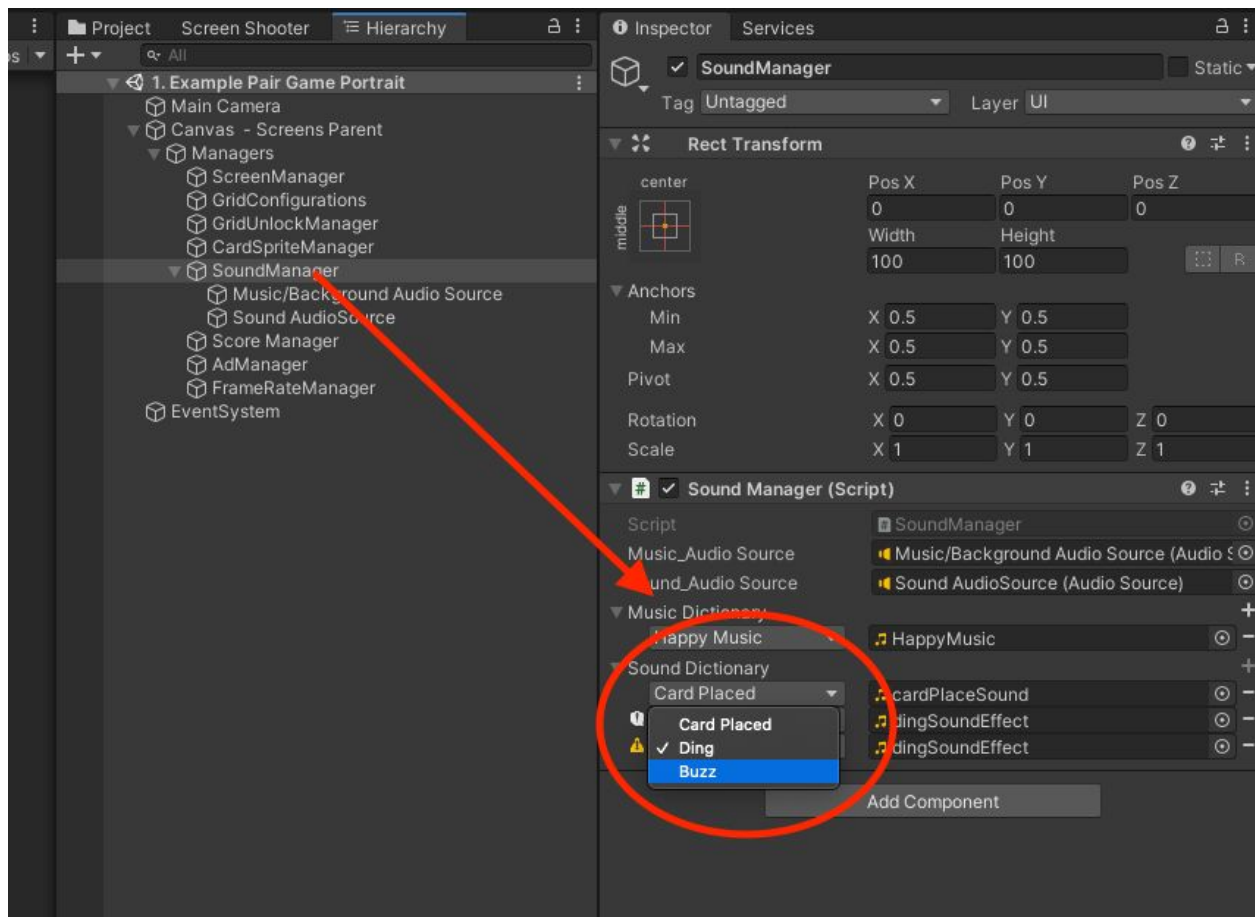 os
Project Screen Shooter Hierarchy
All
1. Example Pair Game Portrait
Main Camera
Canvas - Screens Parent
Managers
ScreenManager
GridConfigurations
GridUnlockManager
CardSpriteManager
SoundManager
Music/Background Audio Source
Sound AudioSource
Score Manager
AdManager
FrameRateManager
EventSystem
Inspector Services
SoundManager Static
Tag Untagged Layer UI
Rect Transform
center Pos X Pos Y Pos Z
middle
0 0 0
Width Height
100 100 R
Anchors
Min X 0.5 Y 0.5
Max X 0.5 Y 0.5
Pivot X 0.5 Y 0.5
Rotation X 0 Y 0 Z 0
Scale X 1 Y 1 Z 1
# Sound Manager (Script)
Script SoundManager
Music_Audio Source Music/Background Audio Source (Audio S
und_Audio Source Sound AudioSource (Audio Source)
Music Dictionary
Happy Music HappyMusic
Sound Dictionary
Card Placed cardPlaceSound
dingSoundEffect
dingSoundEffect
Card Placed
Ding
Buzz
Add Component